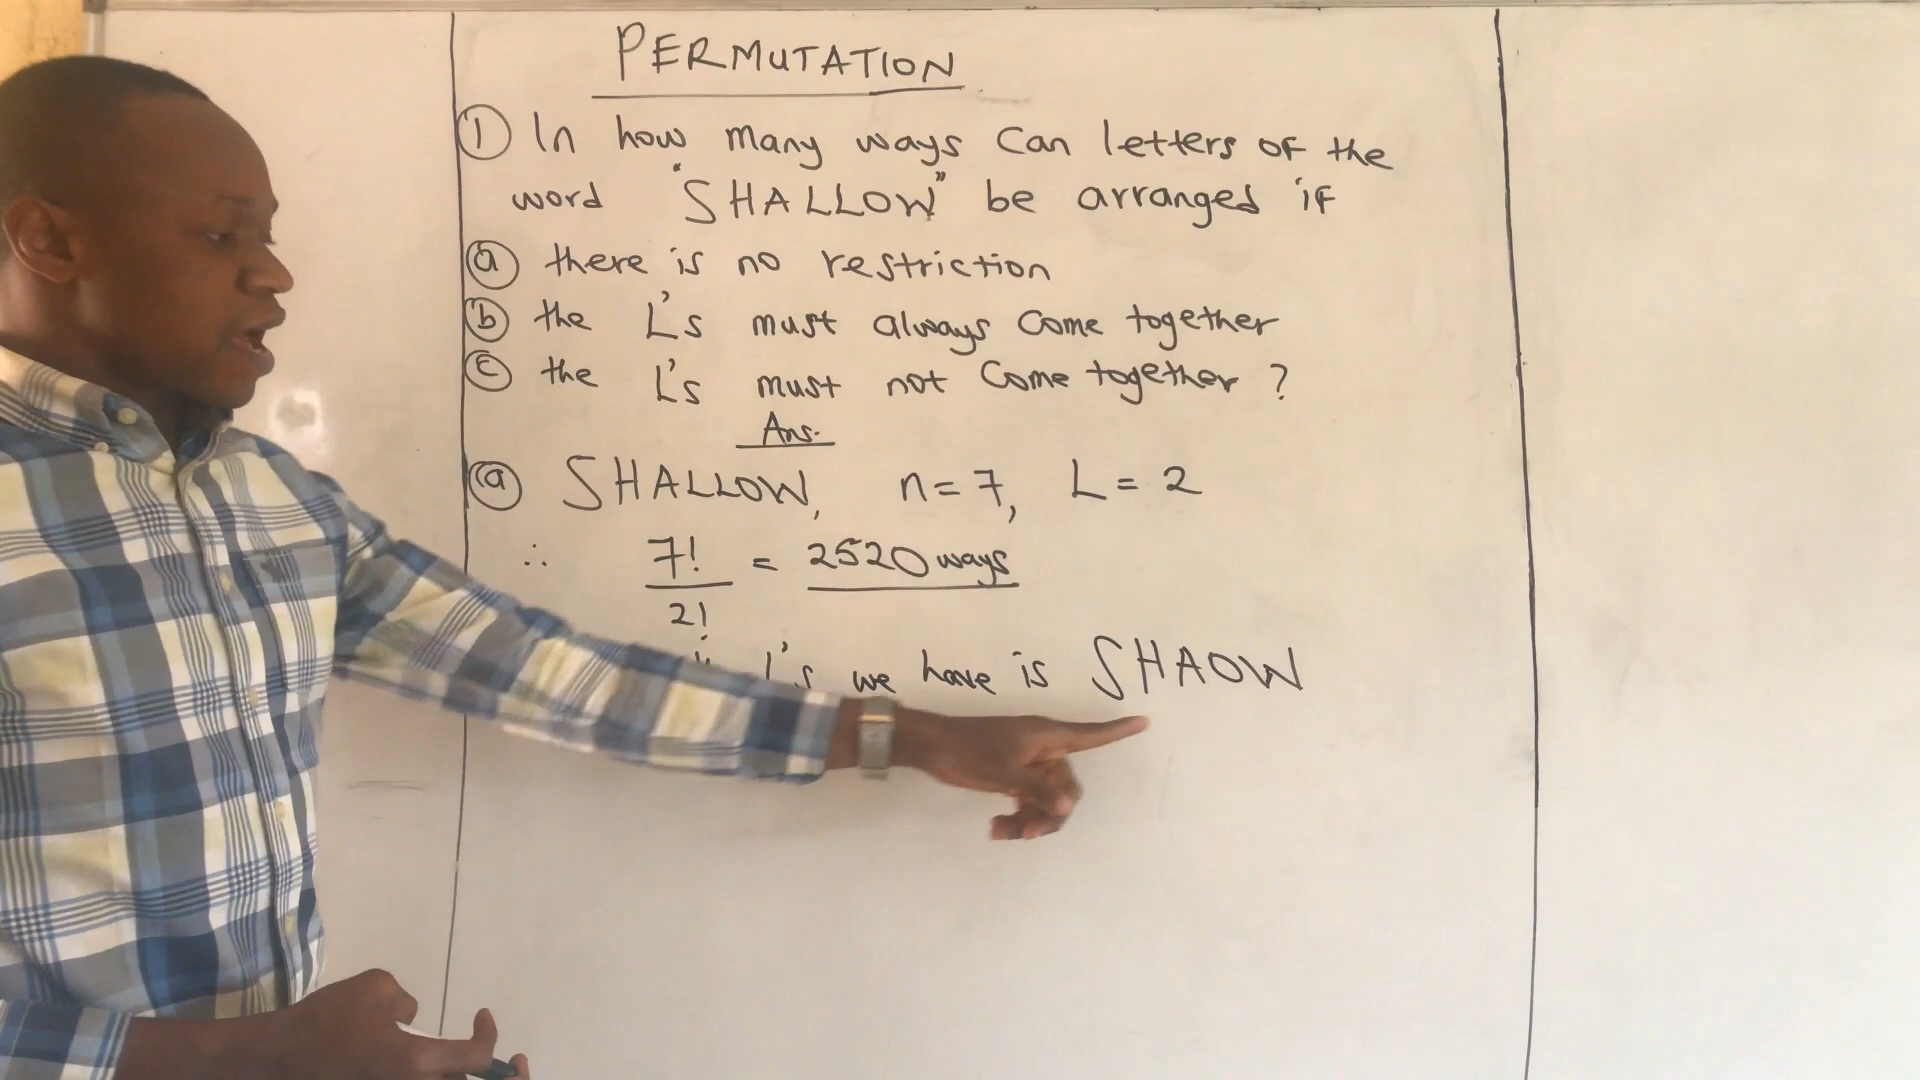 PERMUTATION
① In how many ways can letters of the
word "SHALLOW" be arranged if
ⓐ there is no restriction
ⓑ the L's must always come together
ⓒ the L's must not come together ?
Ans.
ⓐ SHALLOW, n = 7, L = 2
∴ 7! = 2520 ways
2!
L's we have is SHAOW